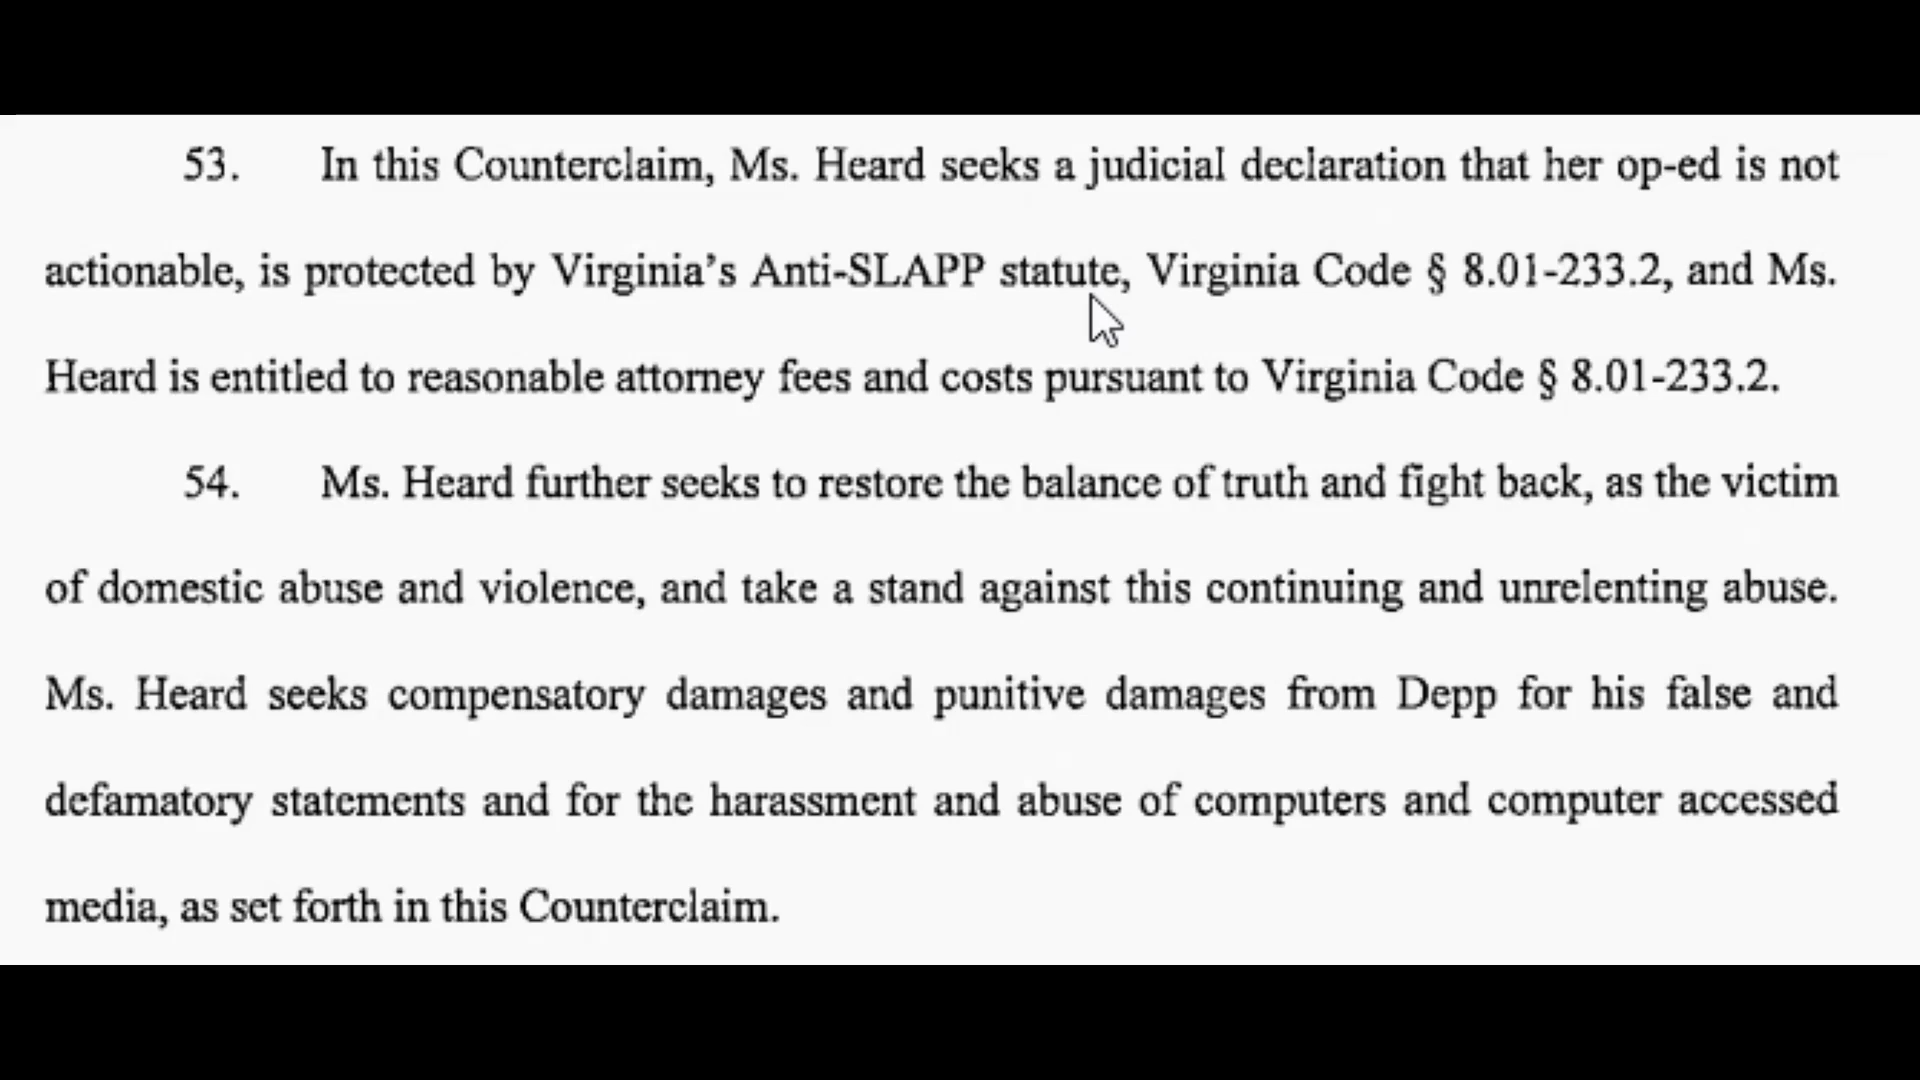 53. In this Counterclaim, Ms. Heard seeks a judicial declaration that her op-ed is not
actionable, is protected by Virginia’s Anti-SLAPP statute, Virginia Code § 8.01-233.2, and Ms.
Heard is entitled to reasonable attorney fees and costs pursuant to Virginia Code § 8.01-233.2.
54. Ms. Heard further seeks to restore the balance of truth and fight back, as the victim
of domestic abuse and violence, and take a stand against this continuing and unrelenting abuse.
Ms. Heard seeks compensatory damages and punitive damages from Depp for his false and
defamatory statements and for the harassment and abuse of computers and computer accessed
media, as set forth in this Counterclaim.